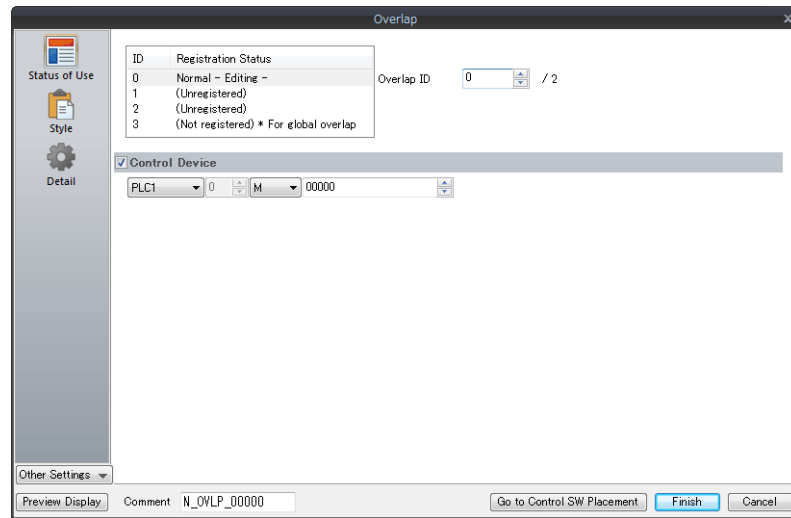 Overlap
x
Status of Use
Style
Detail
ID Registration Status
0 Normal - Editing -
1 (Unregistered)
2 (Unregistered)
3 (Not registered) * For global overlap
Overlap ID 0 / 2
Control Device
PLC1 0 M 00000
Other Settings
Preview Display Comment N_OVLP_00000 Go to Control SW Placement Finish Cancel